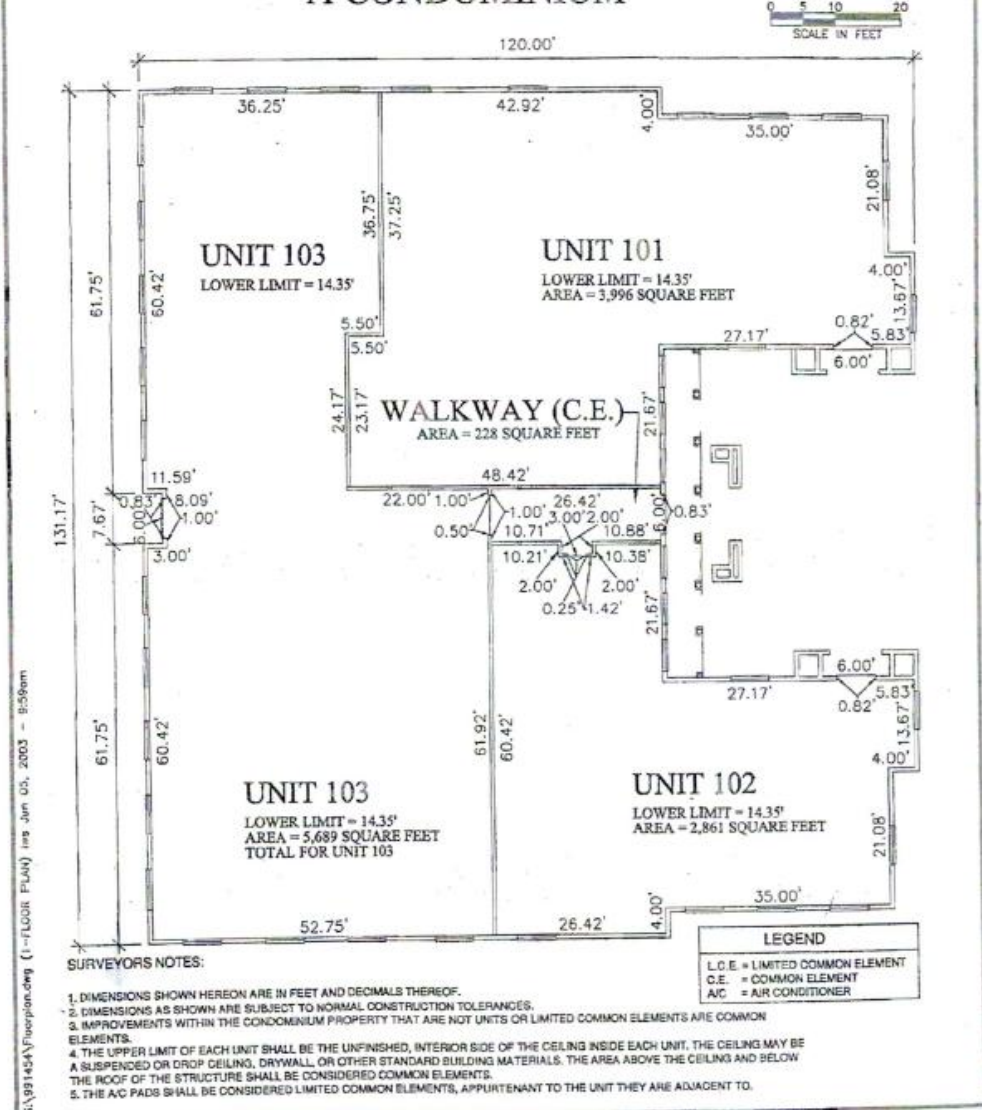 A CONDOMINIUM
0 5 10 20
SCALE IN FEET
120.00'
36.25'
42.92'
4.00'
35.00'
36.75'
37.25'
21.08'
UNIT 103
LOWER LIMIT = 14.35'
UNIT 101
LOWER LIMIT = 14.35'
AREA = 3,996 SQUARE FEET
61.75'
60.42'
4.00'
13.67'
5.50'
5.50'
27.17'
0.82'
5.83'
6.00'
24.17'
23.17'
WALKWAY (C.E.)
AREA = 228 SQUARE FEET
21.67'
131.17'
11.59'
48.42'
0.83'
8.09'
22.00'
1.00'
26.42'
7.67'
6.00'
1.00'
1.00'
3.00'
2.00'
6.00'
0.83'
0.50'
10.71'
10.88'
3.00'
10.21'
10.38'
2.00'
2.00'
0.25'
1.42'
21.67'
6.00'
27.17'
5.83'
0.82'
13.67'
61.75'
60.42'
61.92'
60.42'
4.00'
UNIT 103
LOWER LIMIT = 14.35'
AREA = 5,689 SQUARE FEET
TOTAL FOR UNIT 103
UNIT 102
LOWER LIMIT = 14.35'
AREA = 2,861 SQUARE FEET
21.08'
52.75'
26.42'
4.00'
35.00'
LEGEND
L.C.E. = LIMITED COMMON ELEMENT
C.E. = COMMON ELEMENT
A/C = AIR CONDITIONER
SURVEYORS NOTES:
1. DIMENSIONS SHOWN HEREON ARE IN FEET AND DECIMALS THEREOF.
2. DIMENSIONS AS SHOWN ARE SUBJECT TO NORMAL CONSTRUCTION TOLERANCES.
3. IMPROVEMENTS WITHIN THE CONDOMINIUM PROPERTY THAT ARE NOT UNITS OR LIMITED COMMON ELEMENTS ARE COMMON
ELEMENTS.
4. THE UPPER LIMIT OF EACH UNIT SHALL BE THE UNFINISHED, INTERIOR SIDE OF THE CEILING INSIDE EACH UNIT. THE CEILING MAY BE
A SUSPENDED OR DROP CEILING, DRYWALL, OR OTHER STANDARD BUILDING MATERIALS. THE AREA ABOVE THE CEILING AND BELOW
THE ROOF OF THE STRUCTURE SHALL BE CONSIDERED COMMON ELEMENTS.
5. THE A/C PADS SHALL BE CONSIDERED LIMITED COMMON ELEMENTS, APPURTENANT TO THE UNIT THEY ARE ADJACENT TO.
\991454\Floorplan.dwg (1-FLOOR PLAN) Jun 05, 2003 - 9:59am